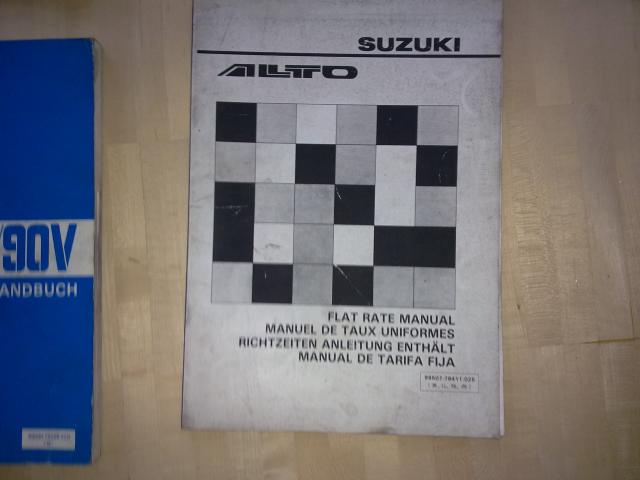 SUZUKI
ALTO
FLAT RATE MANUAL
MANUEL DE TAUX UNIFORMES
RICHTZEITEN ANLEITUNG ENTHÄLT
MANUAL DE TARIFA FIJA
90V
ANDBUCH